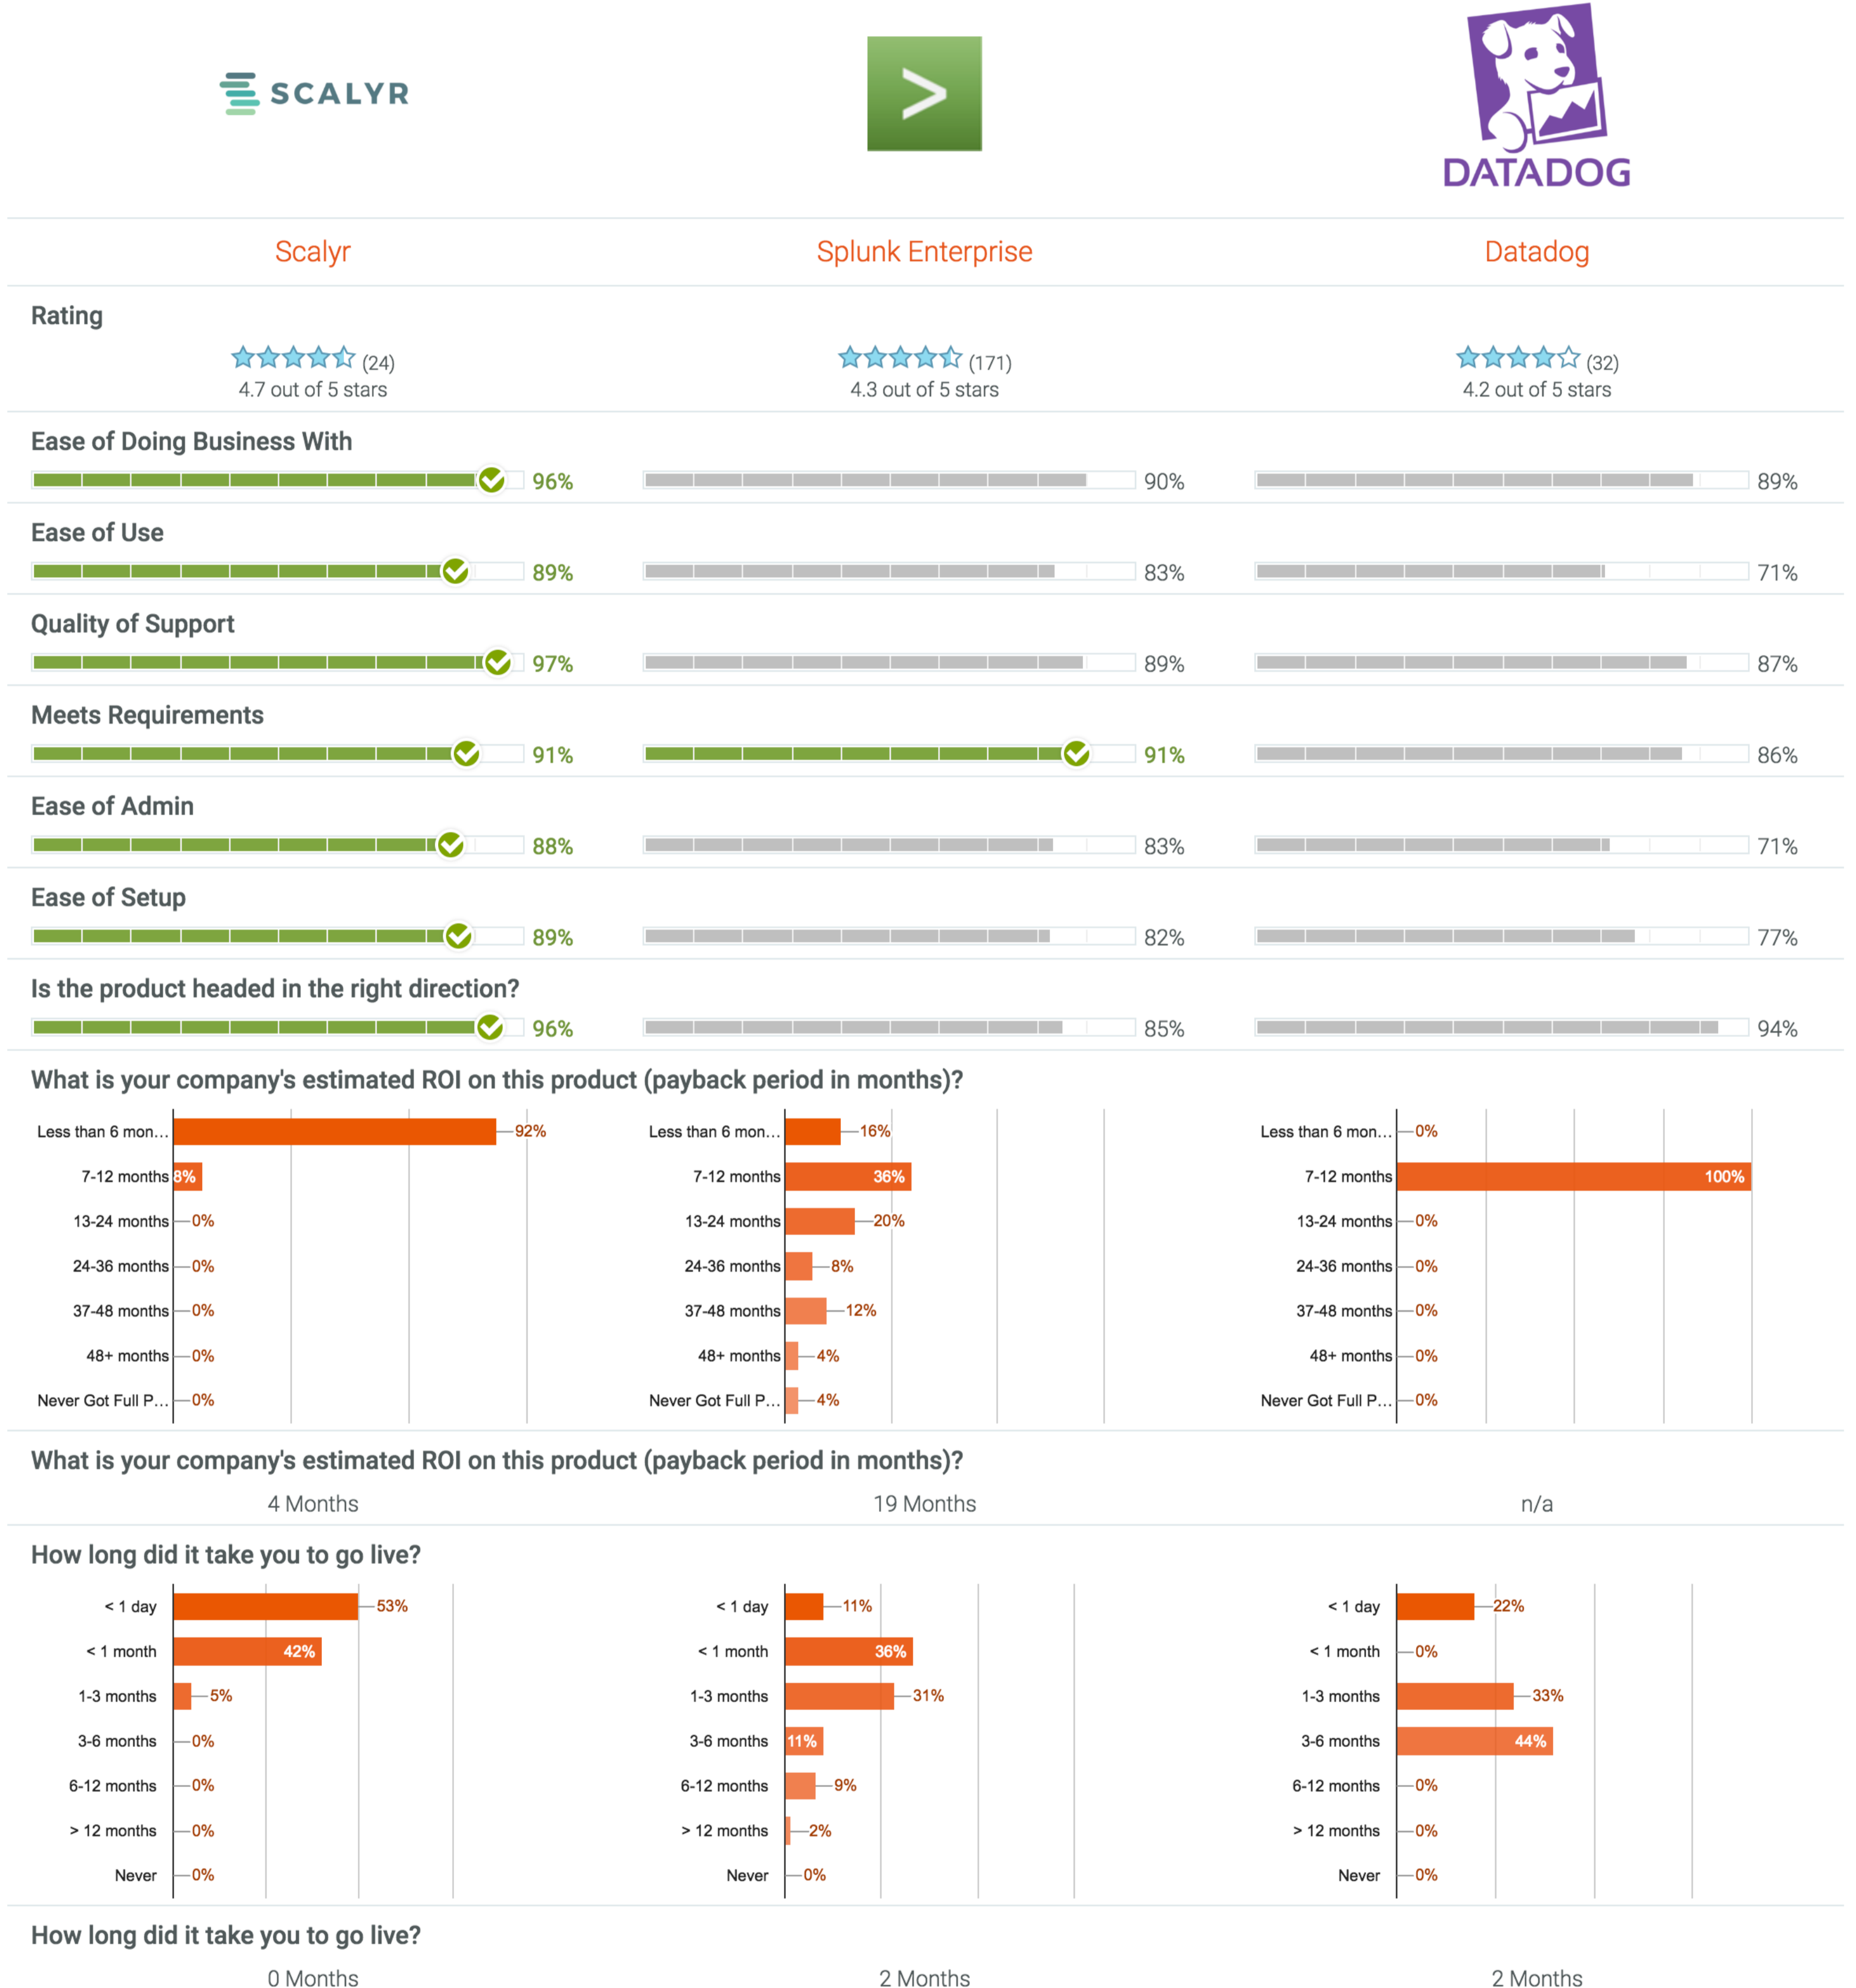 SCALYR
DATADOG
Scalyr Splunk Enterprise Datadog
Rating
(24) (171) (32)
4.7 out of 5 stars 4.3 out of 5 stars 4.2 out of 5 stars
Ease of Doing Business With
96% 90% 89%
Ease of Use
89% 83% 71%
Quality of Support
97% 89% 87%
Meets Requirements
91% 91% 86%
Ease of Admin
88% 83% 71%
Ease of Setup
89% 82% 77%
Is the product headed in the right direction?
96% 85% 94%
What is your company's estimated ROI on this product (payback period in months)?
Less than 6 mon... 92% Less than 6 mon... 16% Less than 6 mon... 0%
7-12 months 8% 7-12 months 36% 7-12 months 100%
13-24 months 0% 13-24 months 20% 13-24 months 0%
24-36 months 0% 24-36 months 8% 24-36 months 0%
37-48 months 0% 37-48 months 12% 37-48 months 0%
48+ months 0% 48+ months 4% 48+ months 0%
Never Got Full P... 0% Never Got Full P... 4% Never Got Full P... 0%
What is your company's estimated ROI on this product (payback period in months)?
4 Months 19 Months n/a
How long did it take you to go live?
< 1 day 53% < 1 day 11% < 1 day 22%
< 1 month 42% < 1 month 36% < 1 month 0%
1-3 months 5% 1-3 months 31% 1-3 months 33%
3-6 months 0% 3-6 months 11% 3-6 months 44%
6-12 months 0% 6-12 months 9% 6-12 months 0%
> 12 months 0% > 12 months 2% > 12 months 0%
Never 0% Never 0% Never 0%
How long did it take you to go live?
0 Months 2 Months 2 Months